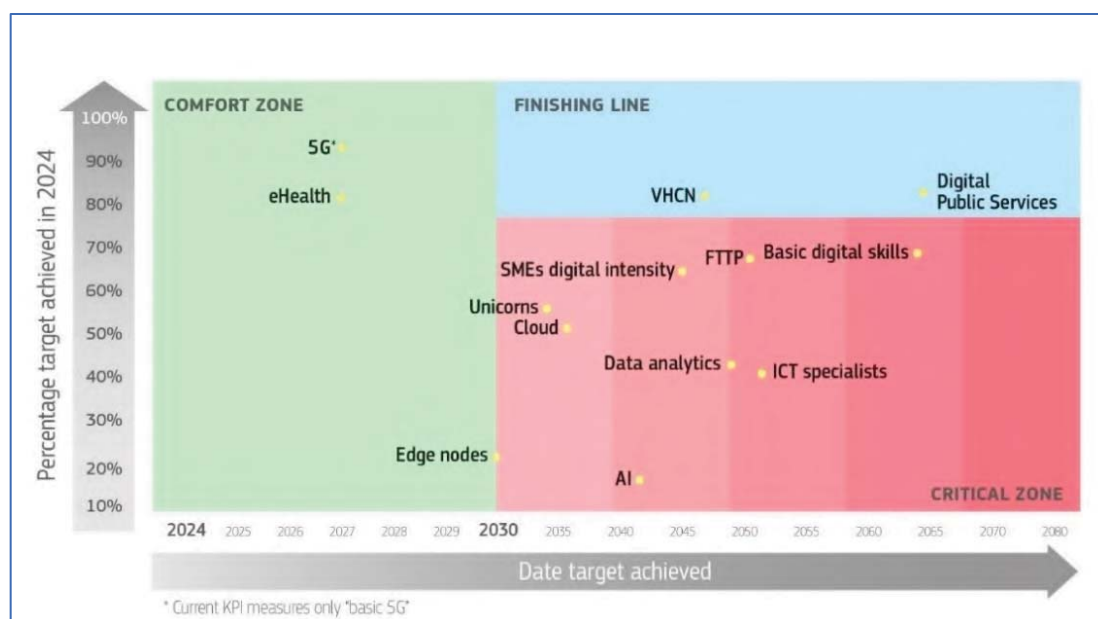 COMFORT ZONE
FINISHING LINE
Percentage target achieved in 2024
100%
90%
80%
70%
60%
50%
40%
30%
20%
10%
5G*
eHealth
VHCN
Digital
Public Services
SMEs digital intensity
FTTP
Basic digital skills
Unicorns
Cloud
Data analytics
ICT specialists
Edge nodes
AI
CRITICAL ZONE
2024 2025 2026 2027 2028 2029 2030 2035 2040 2045 2050 2055 2060 2065 2070 2080
Date target achieved
* Current KPI measures only "basic 5G"